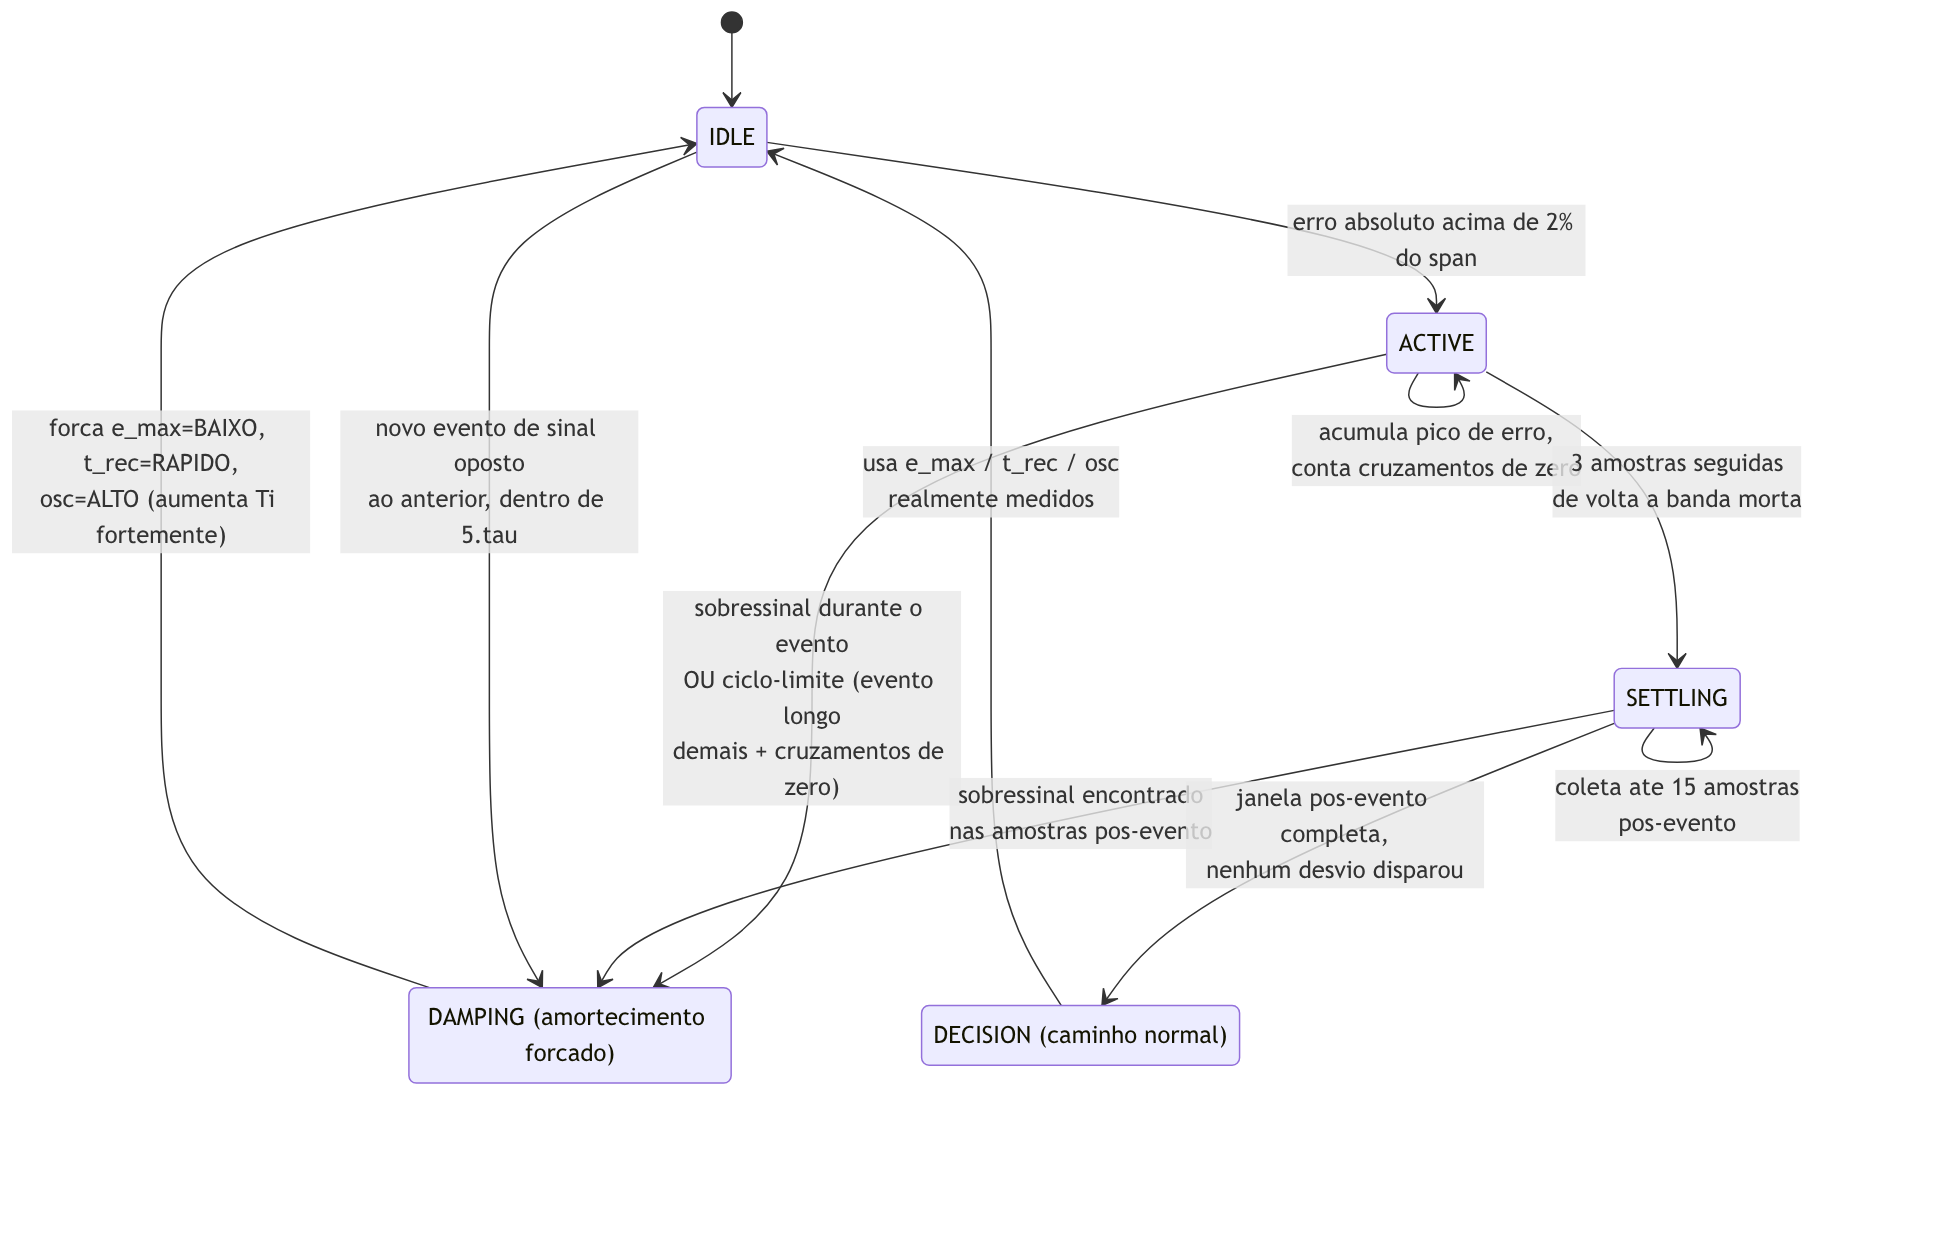 IDLE
erro absoluto acima de 2%
do span
ACTIVE
forca e_max=BAIXO,
t_rec=RAPIDO,
osc=ALTO (aumenta Ti
fortemente)
novo evento de sinal
oposto
ao anterior, dentro de
5.tau
usa e_max / t_rec / osc
realmente medidos
acumula pico de erro,
conta cruzamentos de zero
3 amostras seguidas
de volta a banda morta
sobressinal durante o
evento
OU ciclo-limite (evento
longo
demais + cruzamentos de
zero)
SETTLING
sobressinal encontrado
nas amostras pos-evento
janela pos-evento
completa,
nenhum desvio disparou
coleta ate 15 amostras
pos-evento
DAMPING (amortecimento
forcado)
DECISION (caminho normal)